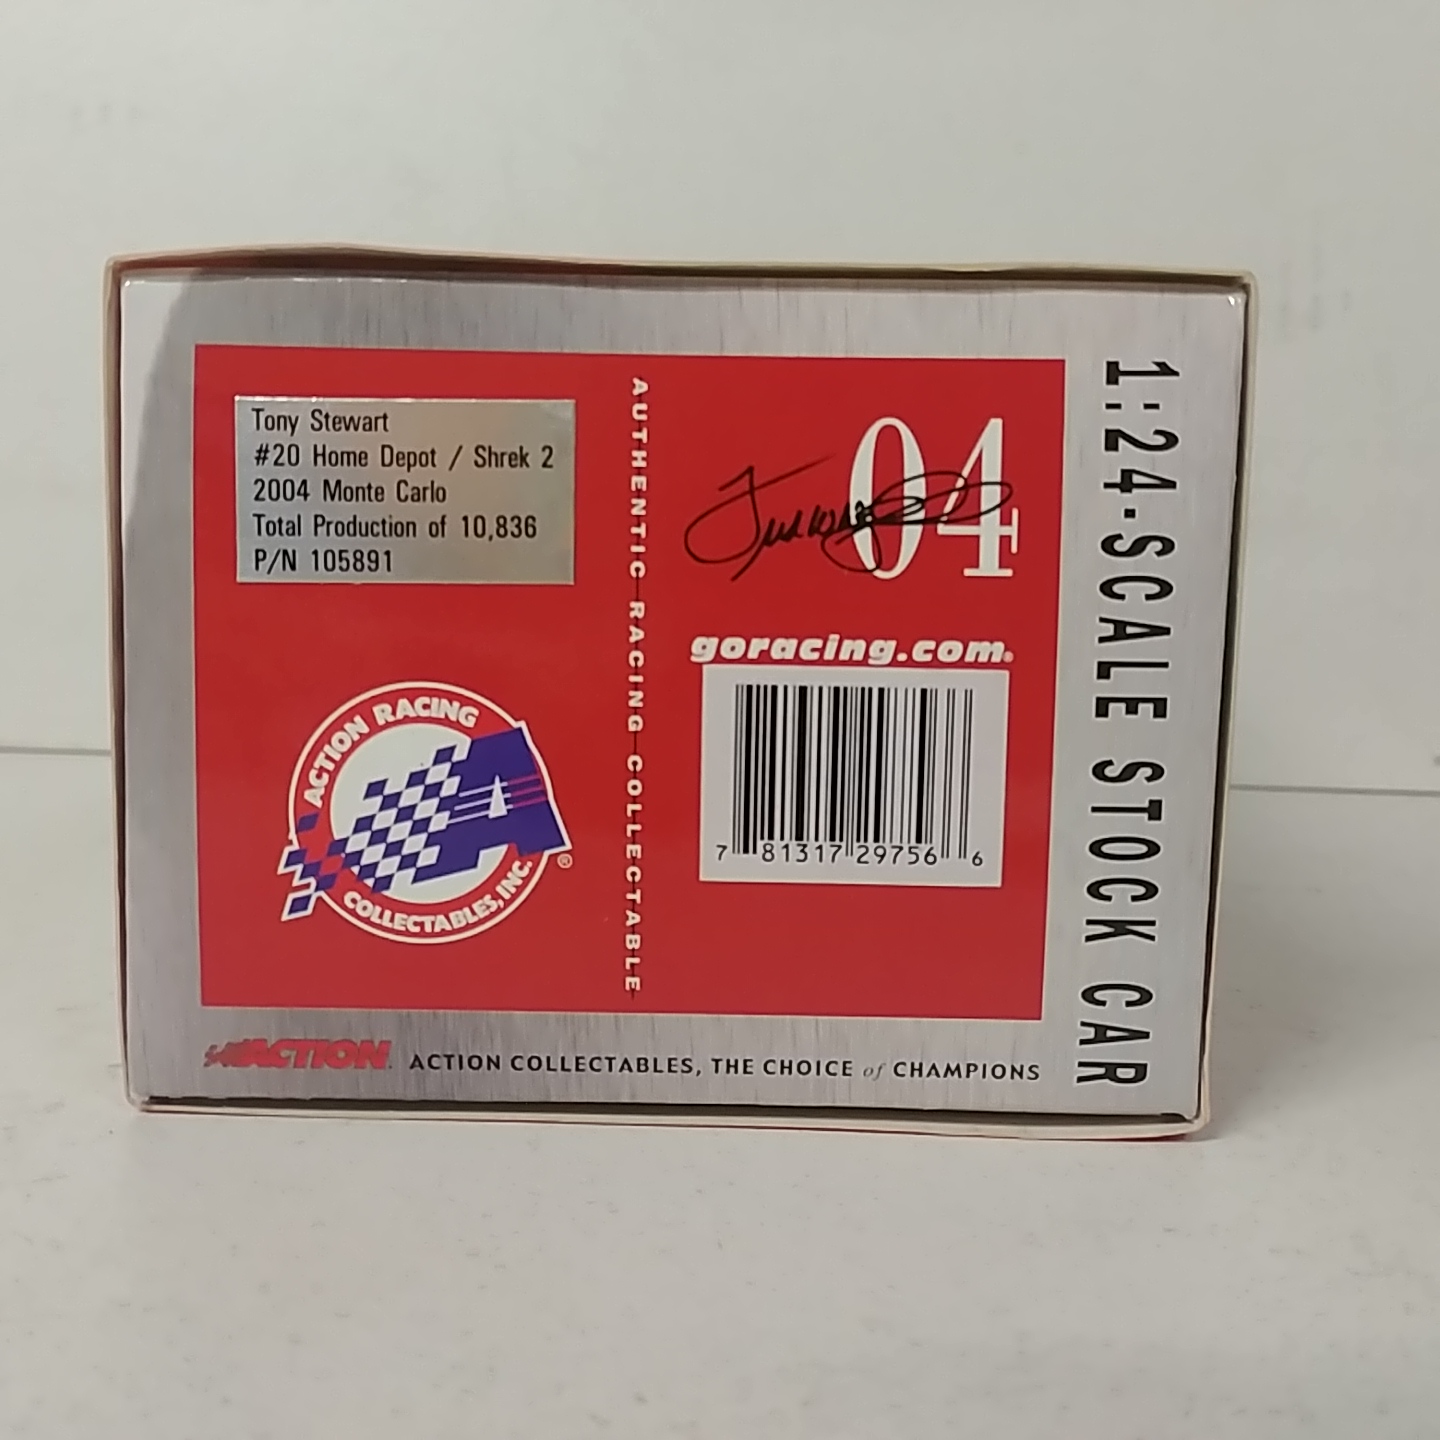 Tony Stewart
#20 Home Depot / Shrek 2
2004 Monte Carlo
Total Production of 10,836
P/N 105891
ACTION RACING
COLLECTABLES, INC.
A
®
AUTHENTIC RACING COLLECTABLE
04
goracing.com®
7 81317 29756 6
1:24-SCALE STOCK CAR
ACTION
ACTION COLLECTABLES, THE CHOICE of CHAMPIONS